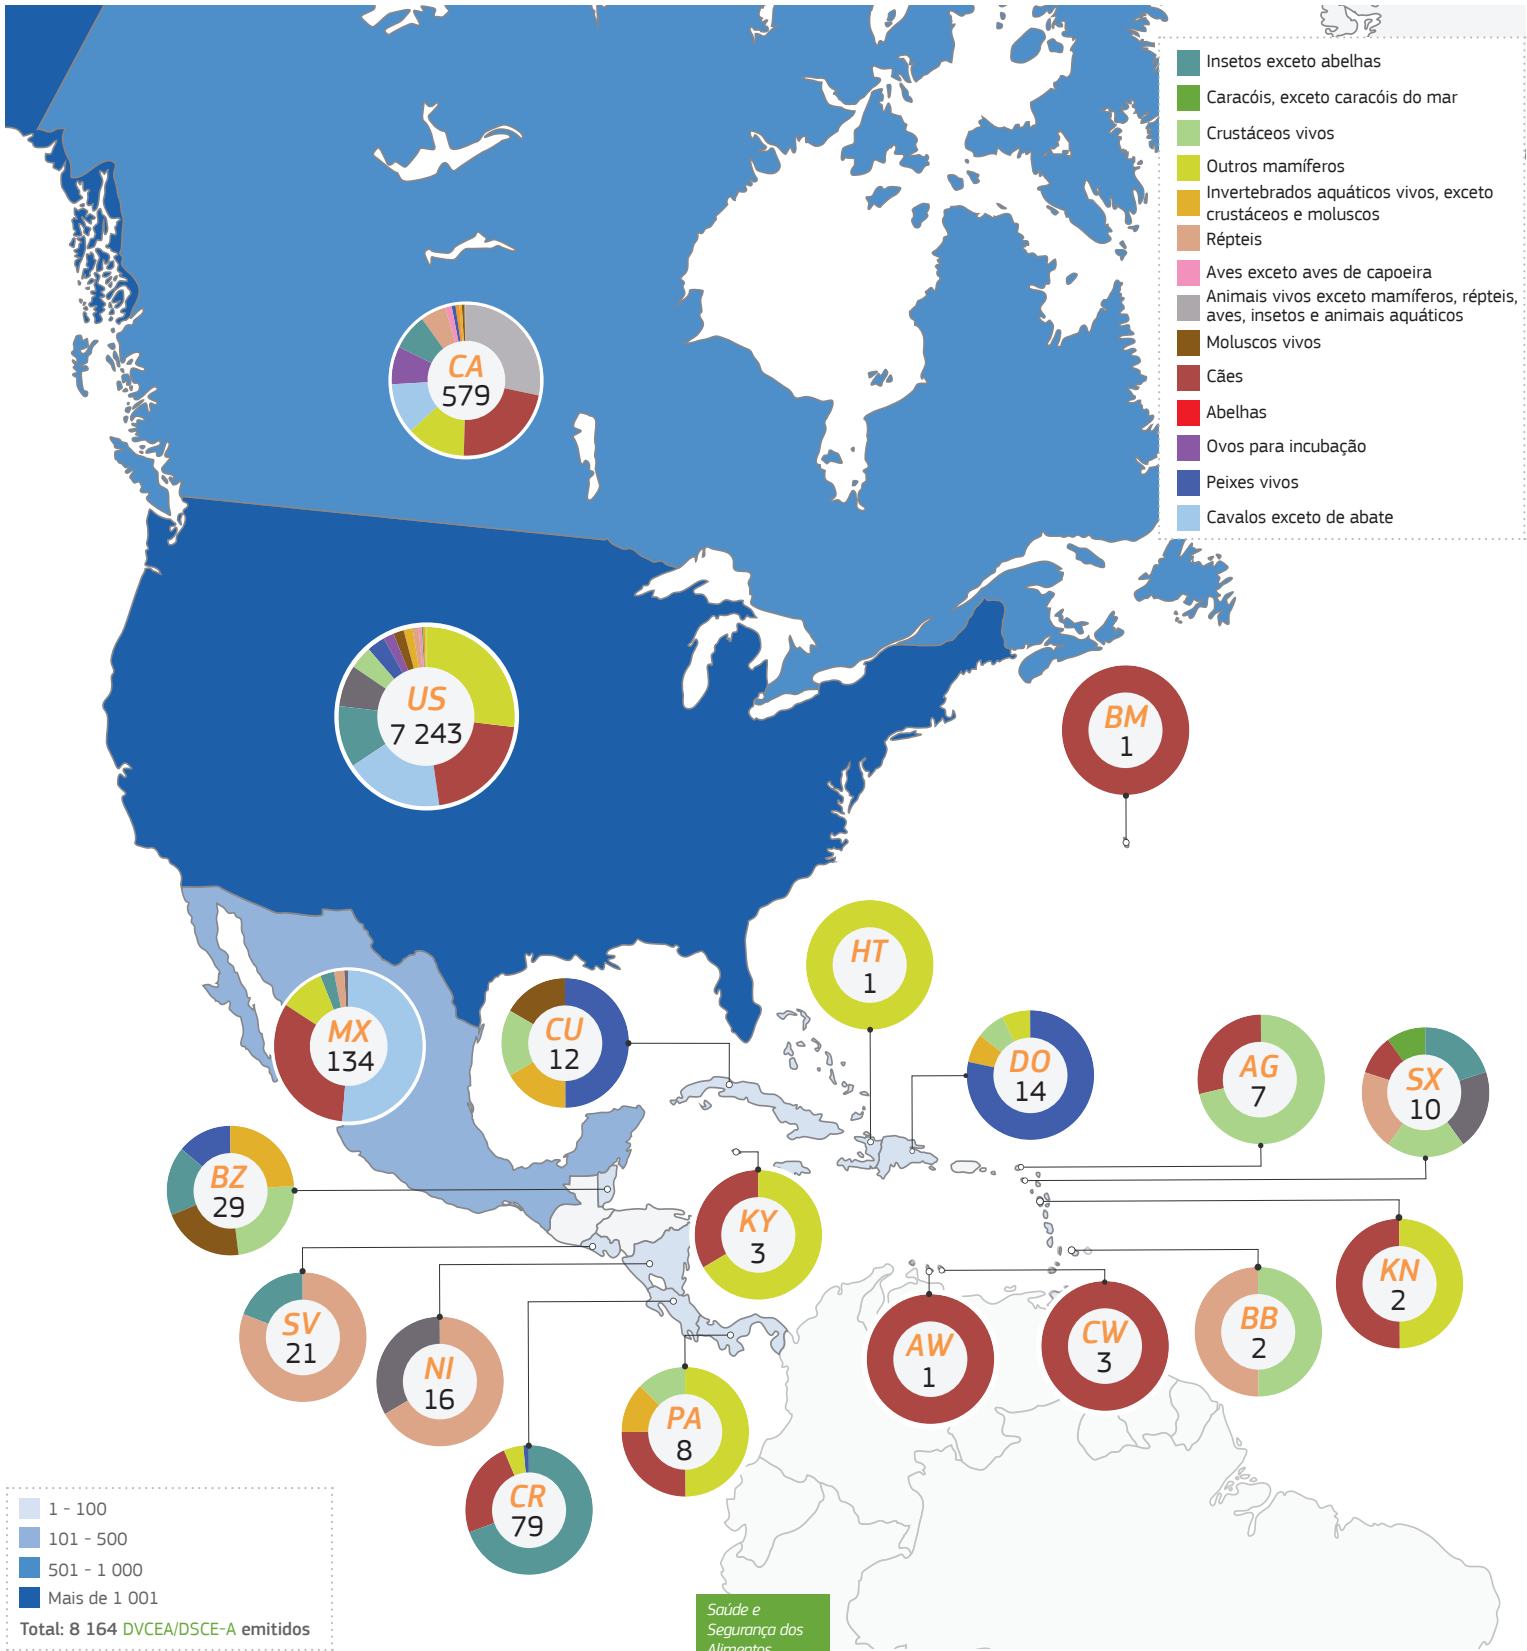 Insetos exceto abelhas
Caracóis, exceto caracóis do mar
Crustáceos vivos
Outros mamíferos
Invertebrados aquáticos vivos, exceto
crustáceos e moluscos
Répteis
Aves exceto aves de capoeira
Animais vivos exceto mamíferos, répteis,
aves, insetos e animais aquáticos
Moluscos vivos
Cães
Abelhas
Ovos para incubação
Peixes vivos
Cavalos exceto de abate
CA
579
US
7 243
BM
1
HT
1
MX
134
CU
12
DO
14
AG
7
SX
10
BZ
29
KY
3
KN
2
SV
21
NI
16
AW
1
CW
3
BB
2
PA
8
CR
79
1 - 100
101 - 500
501 - 1 000
Mais de 1 001
Total: 8 164 DVCEA/DSCE-A emitidos
Saúde e
Segurança dos
Alimentos